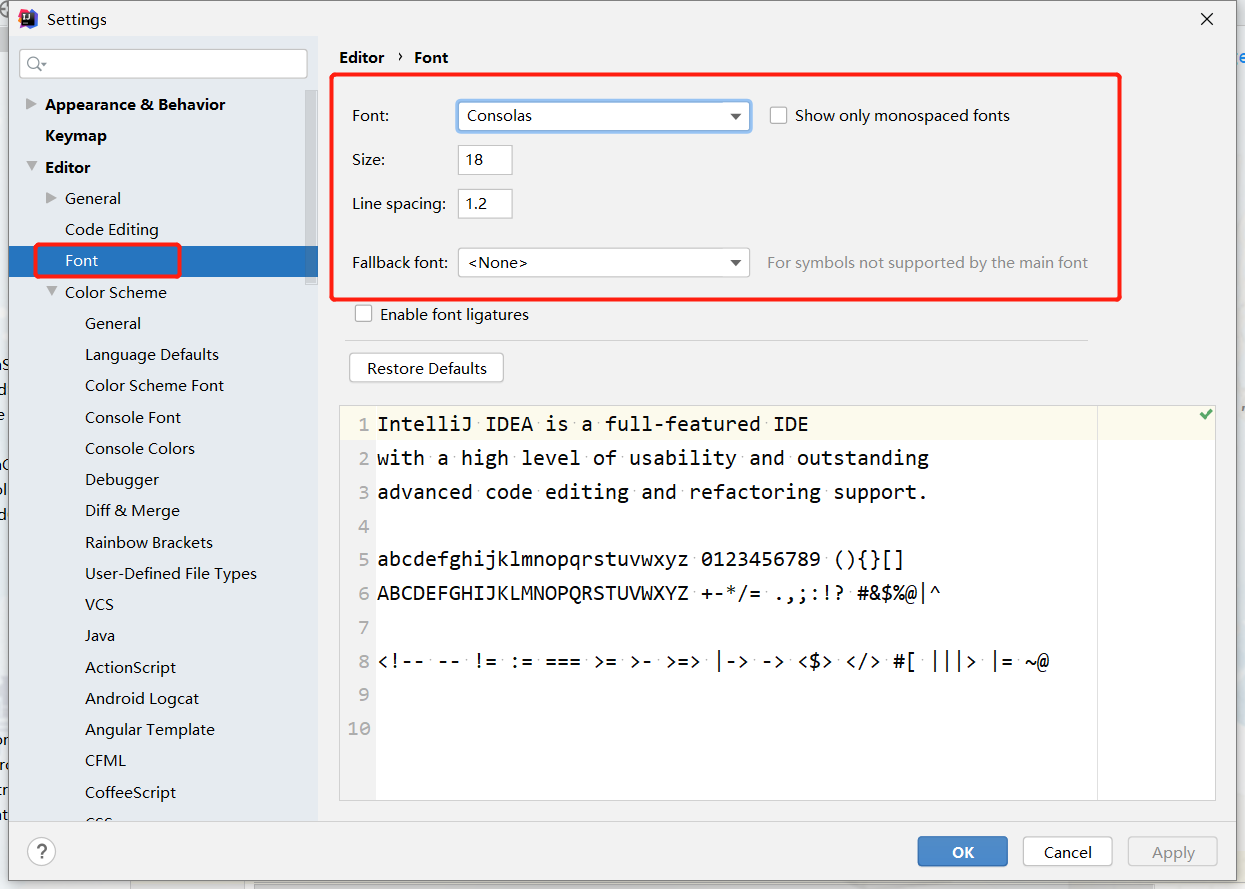 Settings
Appearance & Behavior
Keymap
Editor
General
Code Editing
Font
Color Scheme
General
Language Defaults
Color Scheme Font
Console Font
Console Colors
Debugger
Diff & Merge
Rainbow Brackets
User-Defined File Types
VCS
Java
ActionScript
Android Logcat
Angular Template
CFML
CoffeeScript
Editor › Font
Font: Consolas Show only monospaced fonts
Size: 18
Line spacing: 1.2
Fallback font: <None> For symbols not supported by the main font
Enable font ligatures
Restore Defaults
1 IntelliJ IDEA is a full-featured IDE
2 with a high level of usability and outstanding
3 advanced code editing and refactoring support.
4
5 abcdefghijklmnopqrstuvwxyz 0123456789 (){}[]
6 ABCDEFGHIJKLMNOPQRSTUVWXYZ +-*/= .,;:!? #&$%@|^
7
8 <!-- -- != := === >= >- >=> |-> -> <$> </> #[ |||> |= ~@
9
10
? OK Cancel Apply